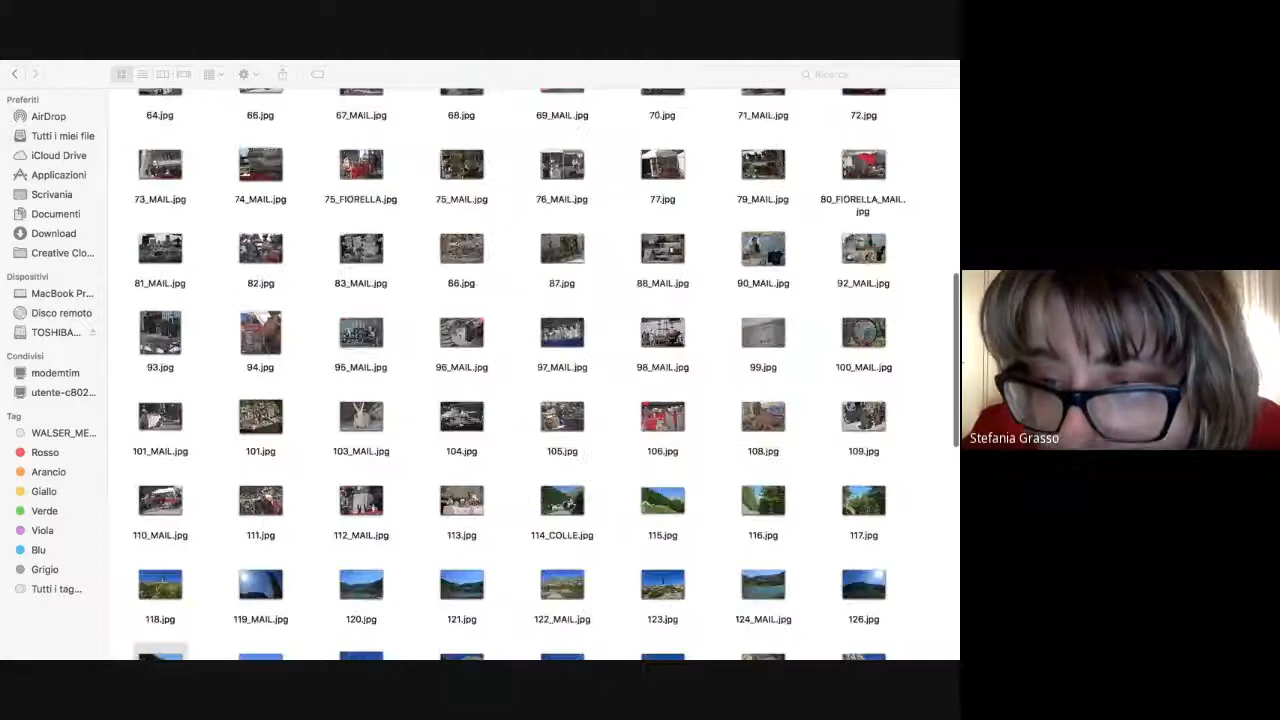 Ricerca
Preferiti
AirDrop
Tutti i miei file
iCloud Drive
Applicazioni
Scrivania
Documenti
Download
Creative Clo...
Dispositivi
MacBook Pr...
Disco remoto
TOSHIBA...
Condivisi
modemtim
utente-c802...
Tag
WALSER_ME...
Rosso
Arancio
Giallo
Verde
Viola
Blu
Grigio
Tutti i tag...
64.jpg 66.jpg 67_MAIL.jpg 68.jpg 69_MAIL.jpg 70.jpg 71_MAIL.jpg 72.jpg
73_MAIL.jpg 74_MAIL.jpg 75_FIORELLA.jpg 75_MAIL.jpg 76_MAIL.jpg 77.jpg 79_MAIL.jpg 80_FIORELLA_MAIL.
jpg
81_MAIL.jpg 82.jpg 83_MAIL.jpg 86.jpg 87.jpg 88_MAIL.jpg 90_MAIL.jpg 92_MAIL.jpg
93.jpg 94.jpg 95_MAIL.jpg 96_MAIL.jpg 97_MAIL.jpg 98_MAIL.jpg 99.jpg 100_MAIL.jpg
101_MAIL.jpg 101.jpg 103_MAIL.jpg 104.jpg 105.jpg 106.jpg 108.jpg 109.jpg
110_MAIL.jpg 111.jpg 112_MAIL.jpg 113.jpg 114_COLLE.jpg 115.jpg 116.jpg 117.jpg
118.jpg 119_MAIL.jpg 120.jpg 121.jpg 122_MAIL.jpg 123.jpg 124_MAIL.jpg 126.jpg
Stefania Grasso